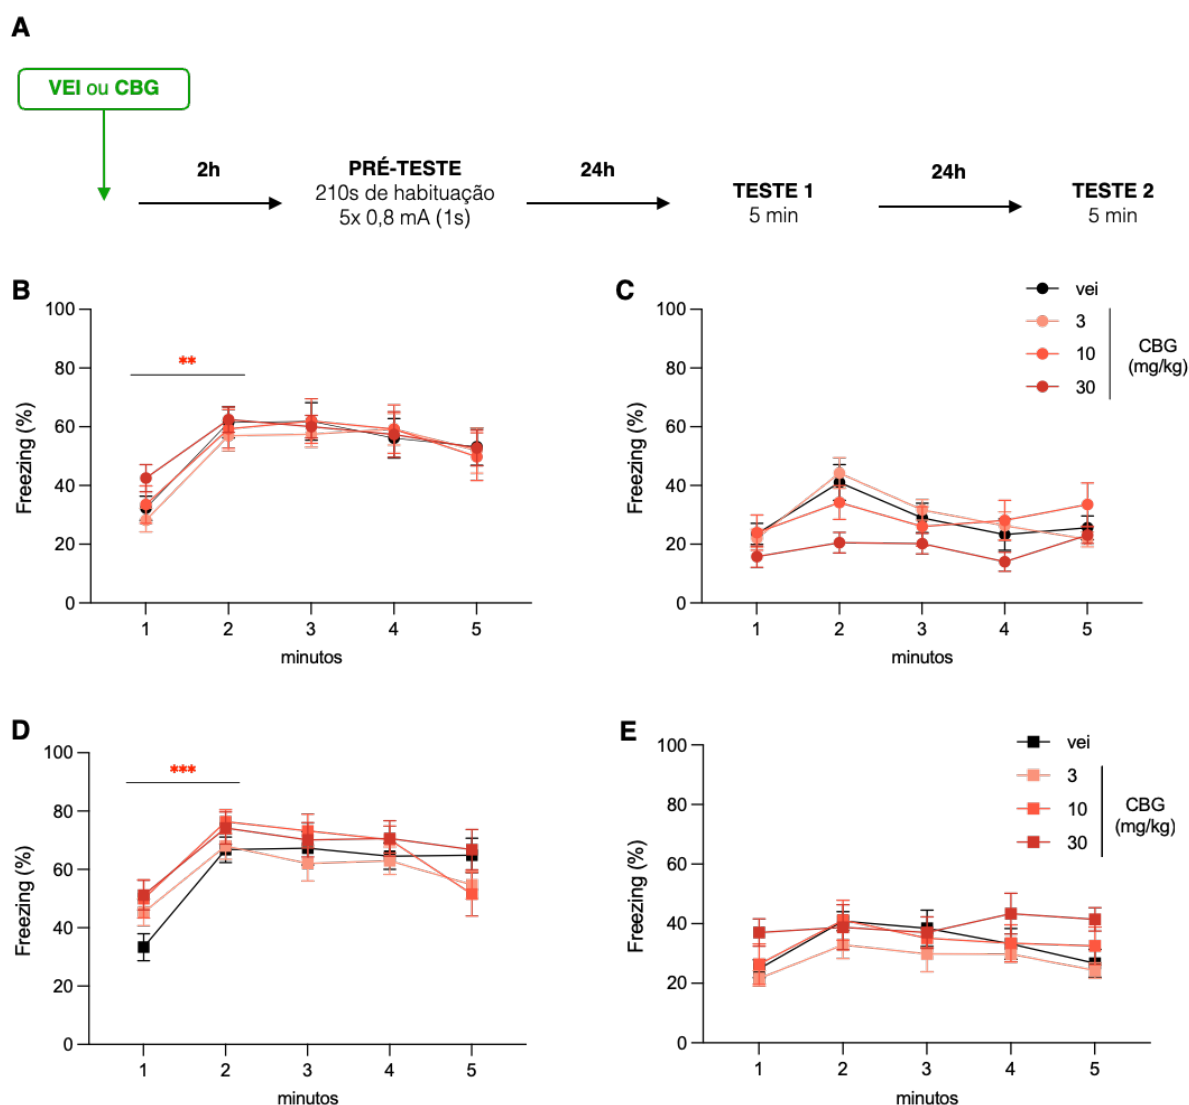 A
VEI ou CBG
2h
PRÉ-TESTE
210s de habituação
5x 0,8 mA (1s)
24h
TESTE 1
5 min
24h
TESTE 2
5 min
B
100
80
60
40
20
0
Freezing (%)
**
1 2 3 4 5
minutos
C
100
80
60
40
20
0
Freezing (%)
vei
3
10
30
CBG
(mg/kg)
1 2 3 4 5
minutos
D
100
80
60
40
20
0
Freezing (%)
***
1 2 3 4 5
minutos
E
100
80
60
40
20
0
Freezing (%)
vei
3
10
30
CBG
(mg/kg)
1 2 3 4 5
minutos